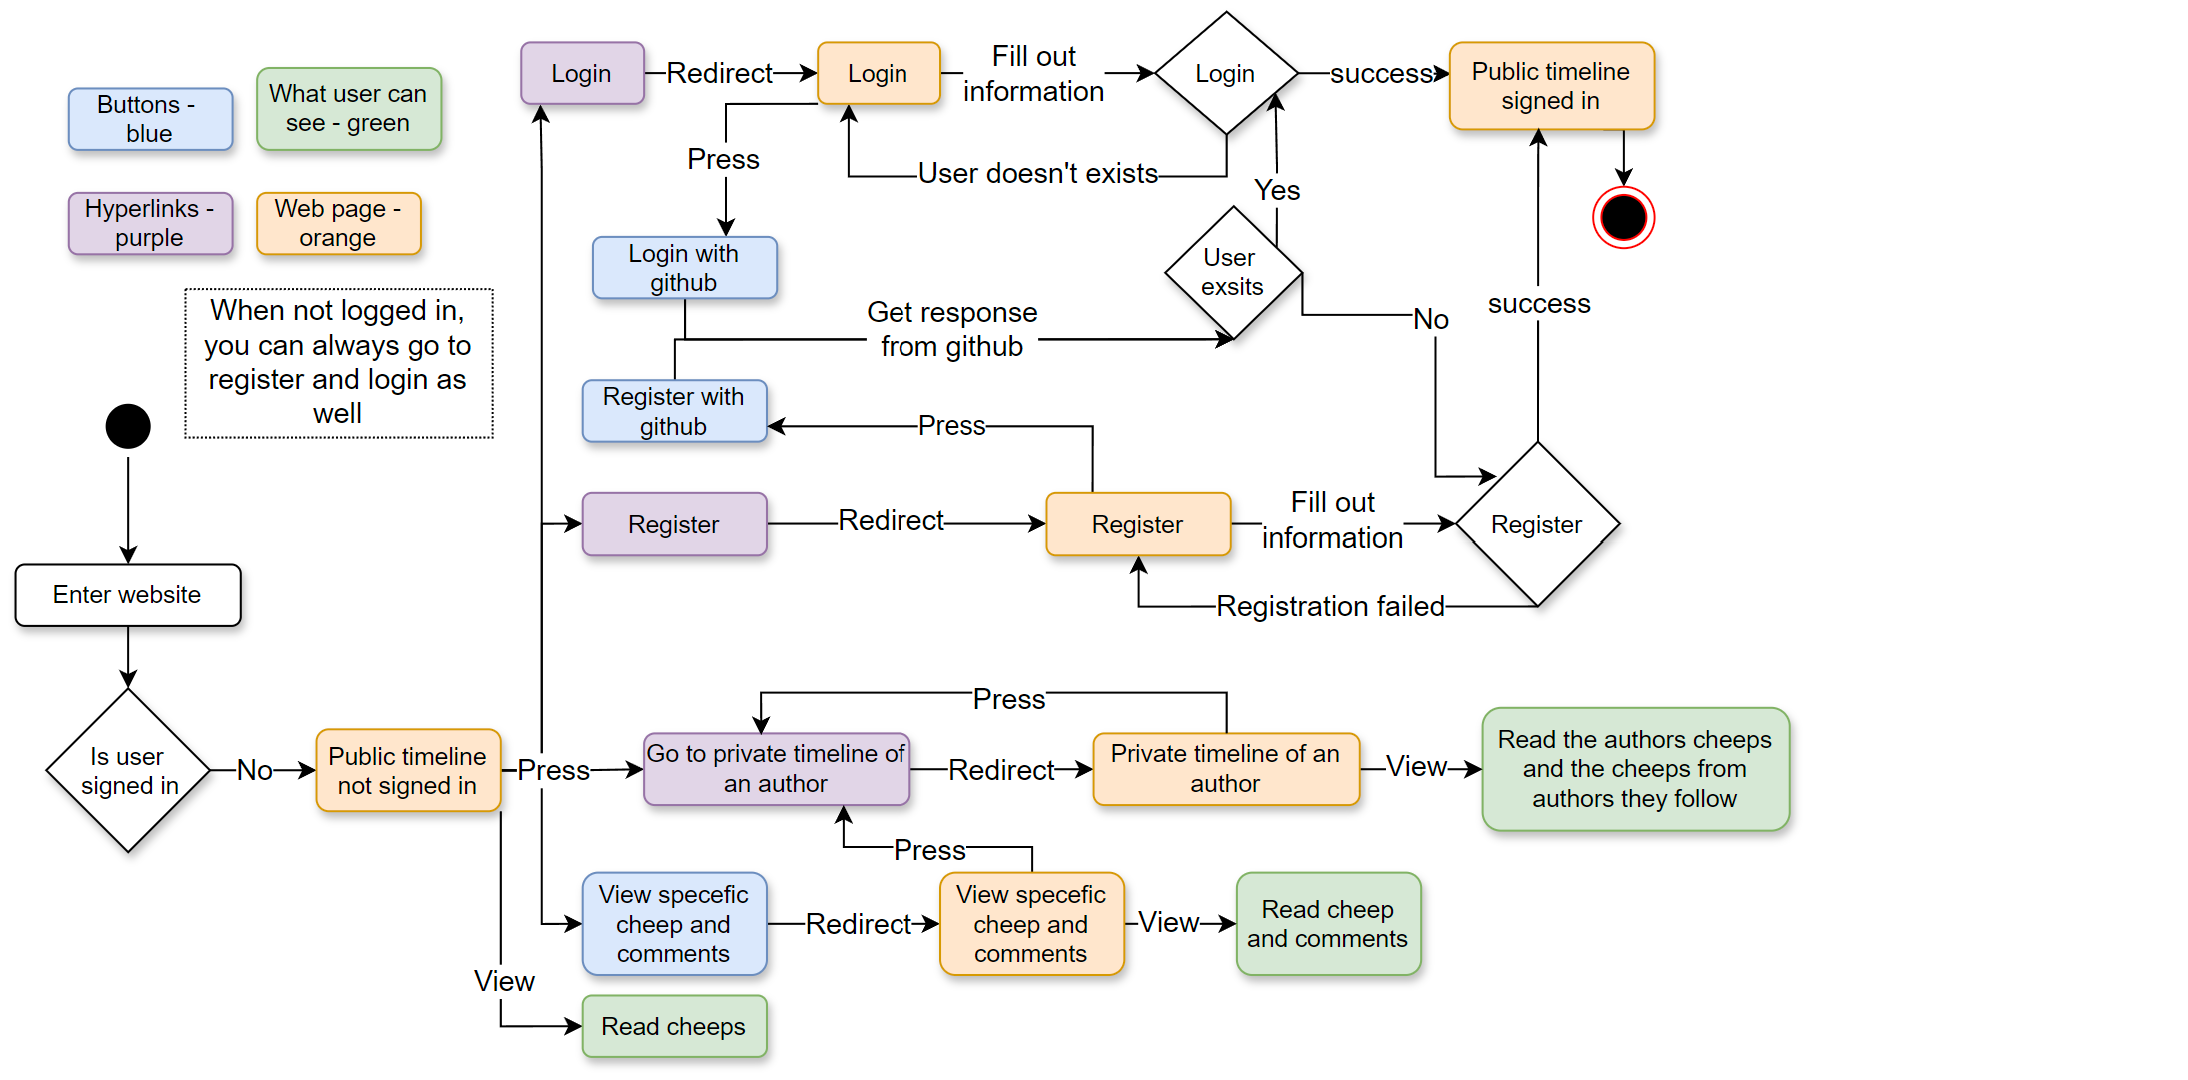 Buttons -
blue
What user can
see - green
Hyperlinks -
purple
Web page -
orange
When not logged in,
you can always go to
register and login as
well
Login
Redirect
Login
Fill out
information
Login
success
Public timeline
signed in
Press
User doesn't exists
Yes
Login with
github
User
exsits
Get response
from github
No
success
Register with
github
Press
Register
Redirect
Register
Fill out
information
Register
Registration failed
Enter website
Is user
signed in
No
Public timeline
not signed in
Press
Press
Go to private timeline of
an author
Redirect
Private timeline of an
author
View
Read the authors cheeps
and the cheeps from
authors they follow
Press
View specefic
cheep and
comments
Redirect
View specefic
cheep and
comments
View
Read cheep
and comments
View
Read cheeps